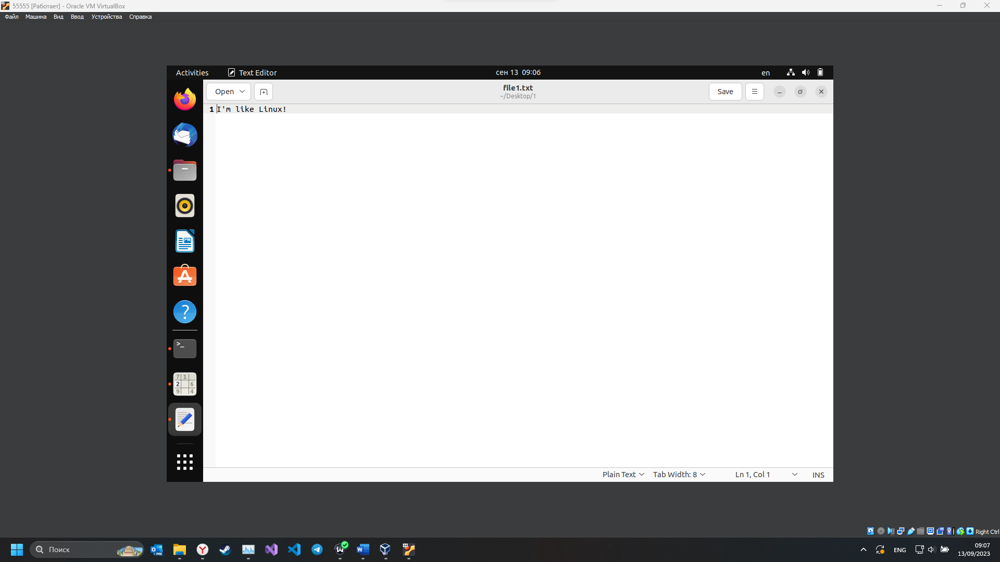 55555 [Работает] - Oracle VM VirtualBox
Файл Машина Вид Ввод Устройства Справка
Activities Text Editor сен 13 09:06 en
Open file1.txt Save
~/Desktop/1
1 I'm like Linux!
?
>_
7 1
2 6
9 4
Plain Text Tab Width: 8 Ln 1, Col 1 INS
Right Ctrl
Поиск
PRE
W
64
ENG
09:07
13/09/2023